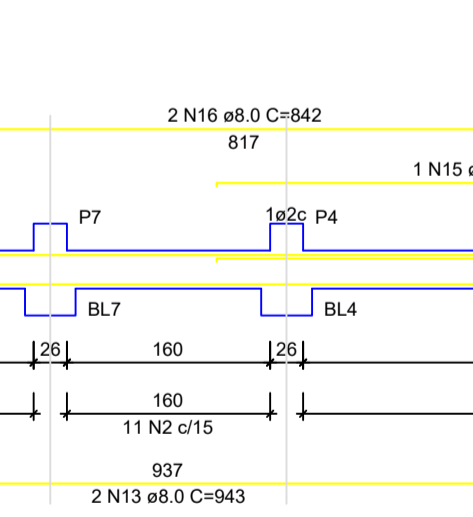 2 N16 ø8.0 C=842
817
1 N15 ø
P7
1ø2c P4
BL7
BL4
26 160 26
160
11 N2 c/15
937
2 N13 ø8.0 C=943